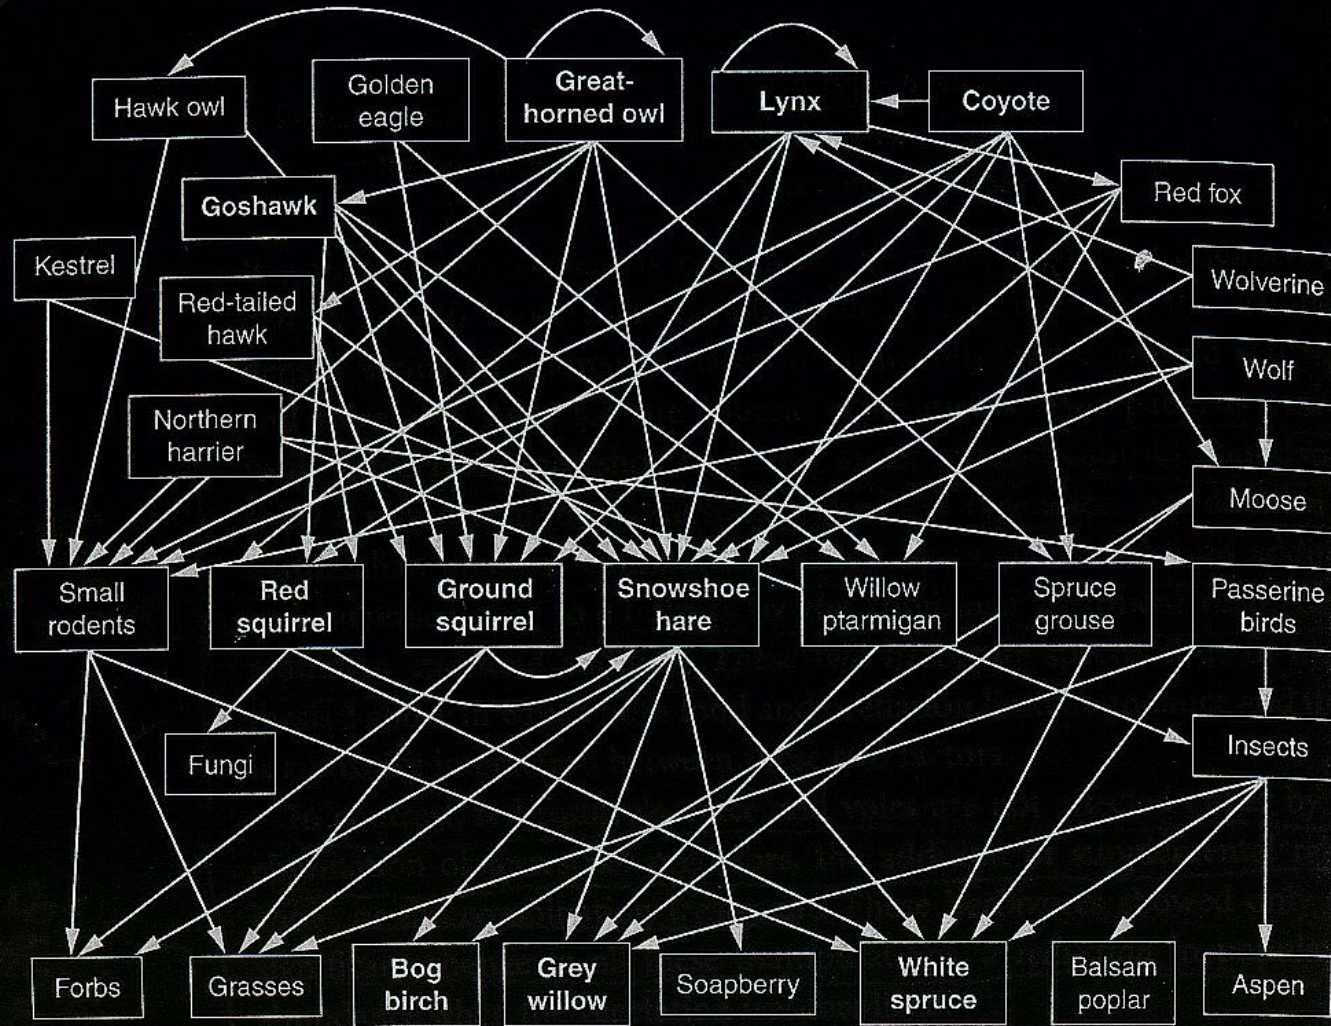 Hawk owl
Golden
eagle
Great-
horned owl
Lynx
Coyote
Goshawk
Red fox
Kestrel
Wolverine
Red-tailed
hawk
Wolf
Northern
harrier
Moose
Small
rodents
Red
squirrel
Ground
squirrel
Snowshoe
hare
Willow
ptarmigan
Spruce
grouse
Passerine
birds
Fungi
Insects
Forbs
Grasses
Bog
birch
Grey
willow
Soapberry
White
spruce
Balsam
poplar
Aspen